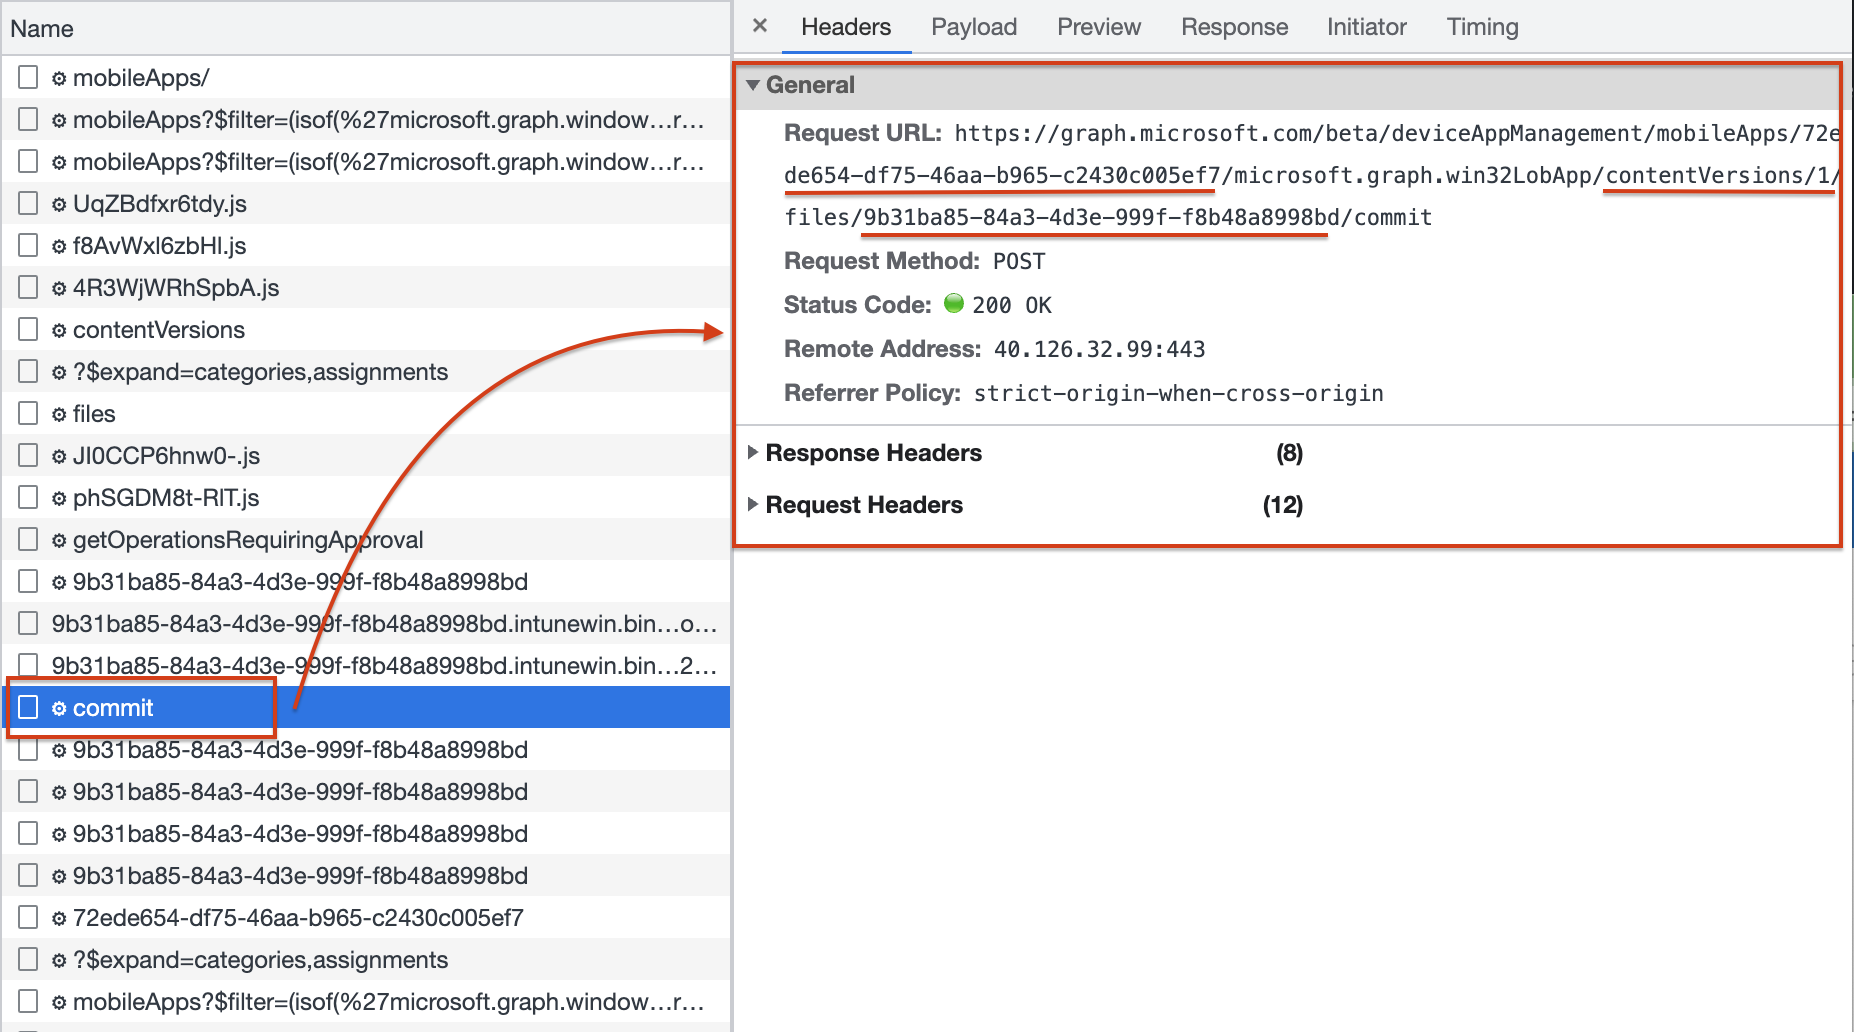 Name
mobileApps/
mobileApps?$filter=(isof(%27microsoft.graph.window…r…
mobileApps?$filter=(isof(%27microsoft.graph.window…r…
UqZBdfxr6tdy.js
f8AvWxl6zbHl.js
4R3WjWRhSpbA.js
contentVersions
?$expand=categories,assignments
files
JI0CCP6hnw0-.js
phSGDM8t-RlT.js
getOperationsRequiringApproval
9b31ba85-84a3-4d3e-999f-f8b48a8998bd
9b31ba85-84a3-4d3e-999f-f8b48a8998bd.intunewin.bin…o…
9b31ba85-84a3-4d3e-999f-f8b48a8998bd.intunewin.bin…2…
commit
9b31ba85-84a3-4d3e-999f-f8b48a8998bd
9b31ba85-84a3-4d3e-999f-f8b48a8998bd
9b31ba85-84a3-4d3e-999f-f8b48a8998bd
9b31ba85-84a3-4d3e-999f-f8b48a8998bd
72ede654-df75-46aa-b965-c2430c005ef7
?$expand=categories,assignments
mobileApps?$filter=(isof(%27microsoft.graph.window…r…
× Headers Payload Preview Response Initiator Timing
General
Request URL: https://graph.microsoft.com/beta/deviceAppManagement/mobileApps/72e
de654-df75-46aa-b965-c2430c005ef7/microsoft.graph.win32LobApp/contentVersions/1/
files/9b31ba85-84a3-4d3e-999f-f8b48a8998bd/commit
Request Method: POST
Status Code: 200 OK
Remote Address: 40.126.32.99:443
Referrer Policy: strict-origin-when-cross-origin
Response Headers (8)
Request Headers (12)